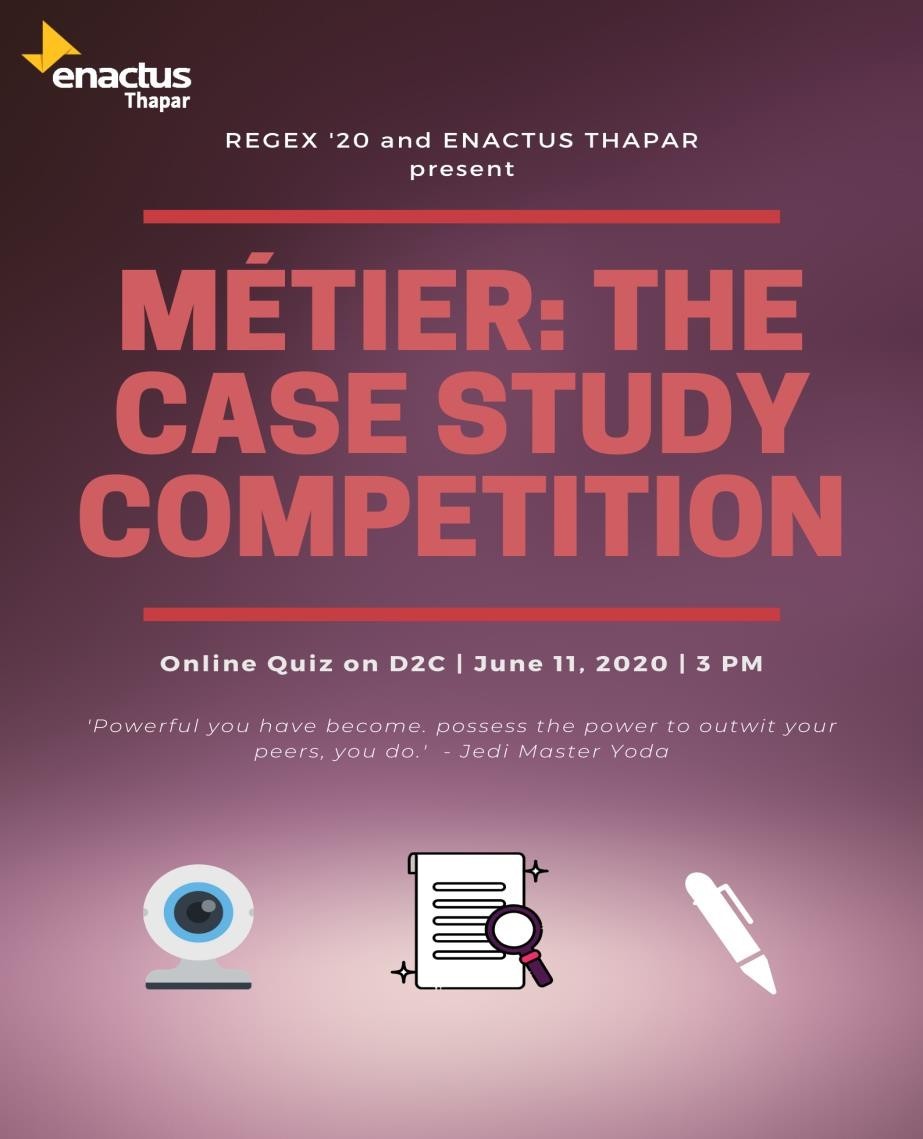 enactus
Thapar
REGEX '20 and ENACTUS THAPAR
present
MÉTIER: THE
CASE STUDY
COMPETITION
Online Quiz on D2C | June 11, 2020 | 3 PM
'Powerful you have become. possess the power to outwit your
peers, you do.' - Jedi Master Yoda